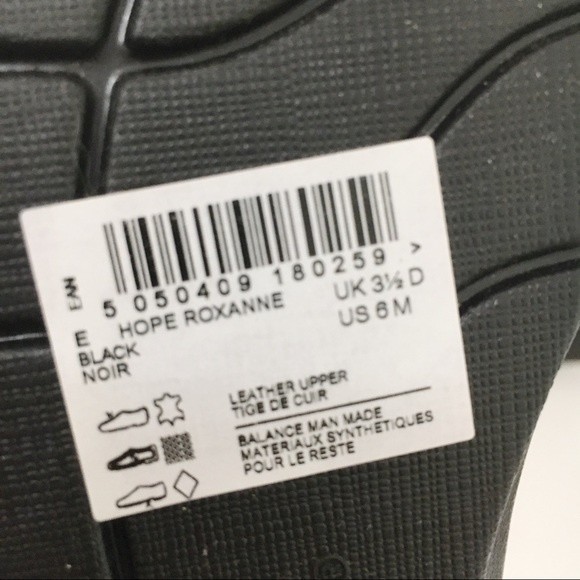 EAN
5 050409 180259 >
E HOPE ROXANNE UK 3½ D
BLACK US 6 M
NOIR
LEATHER UPPER
TIGE DE CUIR
BALANCE MAN MADE
MATERIAUX SYNTHETIQUES
POUR LE RESTE